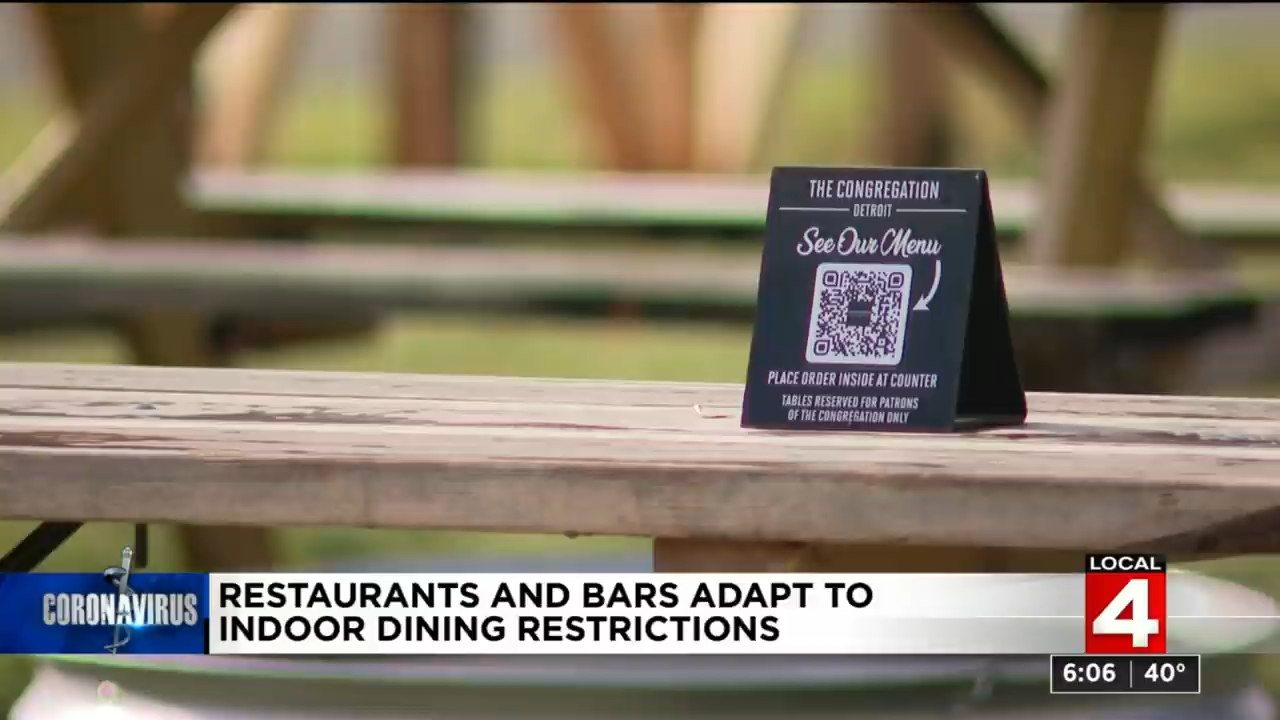 THE CONGREGATION
DETROIT
See Our Menu
PLACE ORDER INSIDE AT COUNTER
TABLES RESERVED FOR PATRONS
OF THE CONGREGATION ONLY
CORONAVIRUS
RESTAURANTS AND BARS ADAPT TO
INDOOR DINING RESTRICTIONS
LOCAL
4
6:06 40°